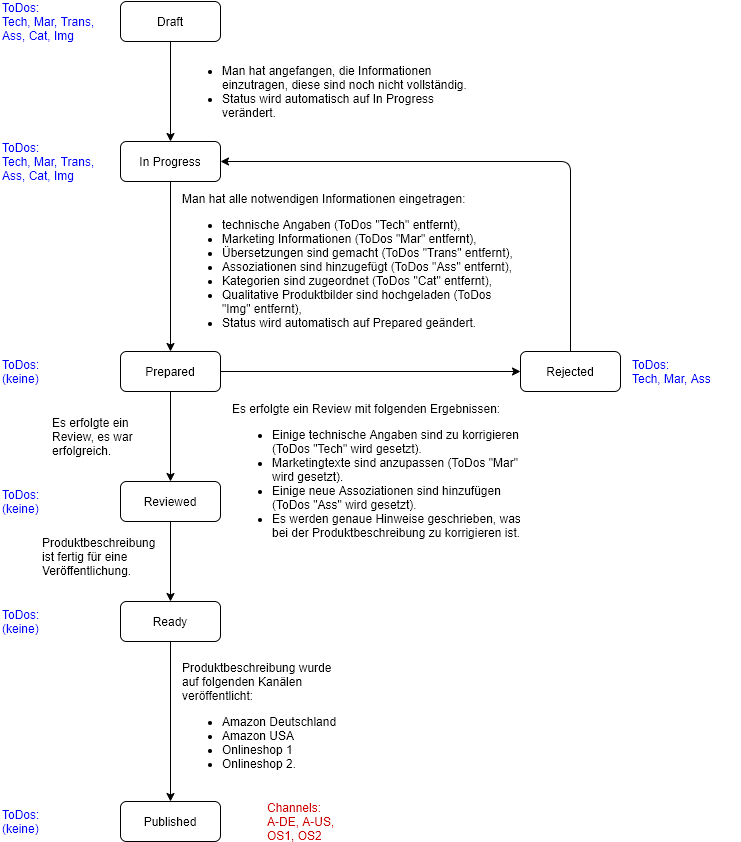 ToDos:
Tech, Mar, Trans,
Ass, Cat, Img
Draft
• Man hat angefangen, die Informationen
einzutragen, diese sind noch nicht vollständig.
• Status wird automatisch auf In Progress
verändert.
ToDos:
Tech, Mar, Trans,
Ass, Cat, Img
In Progress
Man hat alle notwendigen Informationen eingetragen:
• technische Angaben (ToDos "Tech" entfernt),
• Marketing Informationen (ToDos "Mar" entfernt),
• Übersetzungen sind gemacht (ToDos "Trans" entfernt),
• Assoziationen sind hinzugefügt (ToDos "Ass" entfernt),
• Kategorien sind zugeordnet (ToDos "Cat" entfernt),
• Qualitative Produktbilder sind hochgeladen (ToDos
"Img" entfernt),
• Status wird automatisch auf Prepared geändert.
ToDos:
(keine)
Prepared
Rejected
ToDos:
Tech, Mar, Ass
Es erfolgte ein
Review, es war
erfolgreich.
Es erfolgte ein Review mit folgenden Ergebnissen:
• Einige technische Angaben sind zu korrigieren
(ToDos "Tech" wird gesetzt).
• Marketingtexte sind anzupassen (ToDos "Mar"
wird gesetzt).
• Einige neue Assoziationen sind hinzufügen
(ToDos "Ass" wird gesetzt).
• Es werden genaue Hinweise geschrieben, was
bei der Produktbeschreibung zu korrigieren ist.
ToDos:
(keine)
Reviewed
Produktbeschreibung
ist fertig für eine
Veröffentlichung.
ToDos:
(keine)
Ready
Produktbeschreibung wurde
auf folgenden Kanälen
veröffentlicht:
• Amazon Deutschland
• Amazon USA
• Onlineshop 1
• Onlineshop 2.
ToDos:
(keine)
Published
Channels:
A-DE, A-US,
OS1, OS2